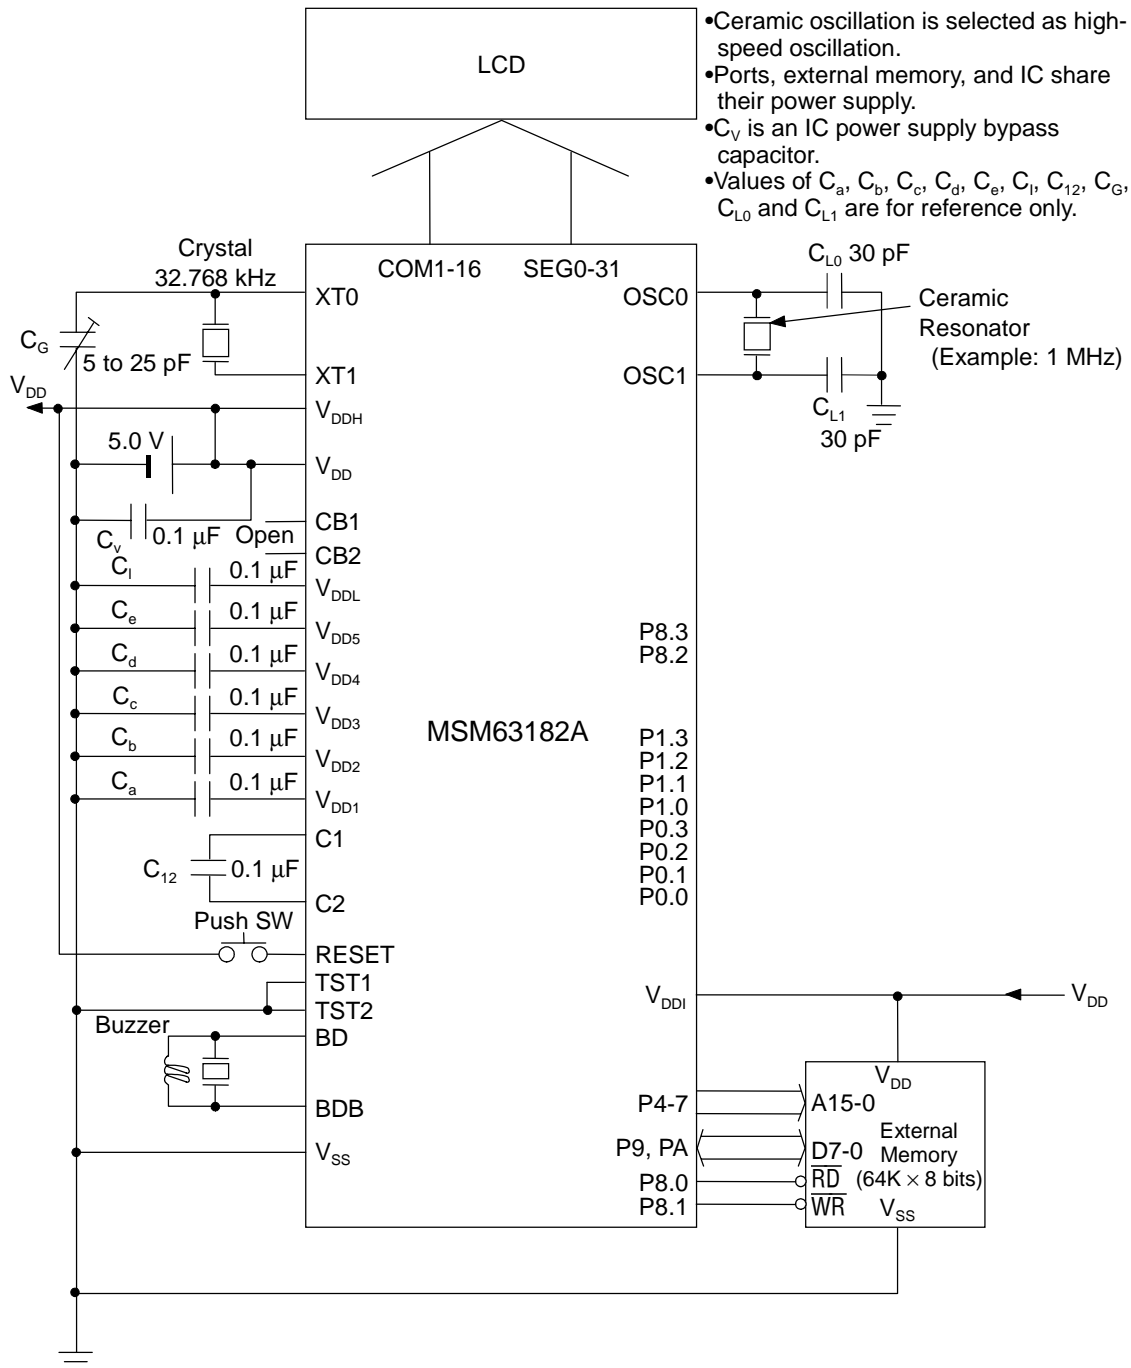 LCD
•Ceramic oscillation is selected as high-
speed oscillation.
•Ports, external memory, and IC share
their power supply.
•CV is an IC power supply bypass
capacitor.
•Values of Ca, Cb, Cc, Cd, Ce, Cl, C12, CG,
CL0 and CL1 are for reference only.
Crystal
32.768 kHz
COM1-16
SEG0-31
CL0 30 pF
XT0
OSC0
Ceramic
Resonator
(Example: 1 MHz)
CG
5 to 25 pF
XT1
OSC1
VDD
VDDH
CL1
30 pF
5.0 V
VDD
CB1
Cv
0.1 μF
Open
CB2
Cl
0.1 μF
VDDL
Ce
0.1 μF
VDD5
P8.3
P8.2
Cd
0.1 μF
VDD4
Cc
0.1 μF
VDD3
MSM63182A
P1.3
P1.2
P1.1
P1.0
P0.3
P0.2
P0.1
P0.0
Cb
0.1 μF
VDD2
Ca
0.1 μF
VDD1
C1
C12
0.1 μF
C2
Push SW
RESET
TST1
TST2
VDDI
VDD
Buzzer
BD
BDB
VSS
VDD
P4-7
A15-0
P9, PA
D7-0
External
Memory
(64K × 8 bits)
P8.0
RD
P8.1
WR
VSS